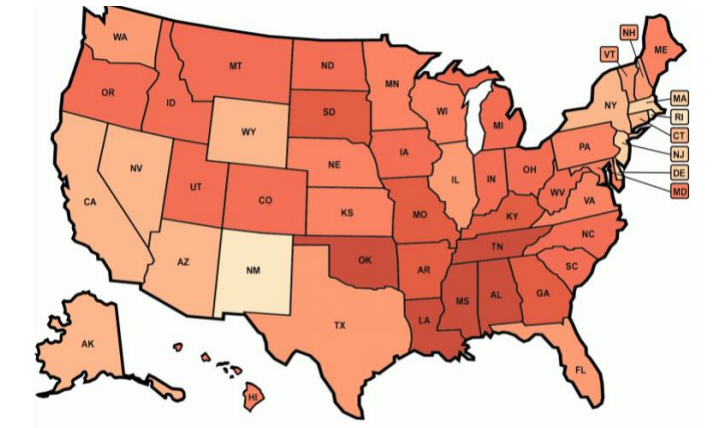 WA
OR
CA
NV
ID
MT
WY
UT
AZ
CO
NM
ND
SD
NE
KS
OK
TX
MN
IA
MO
AR
LA
WI
IL
MS
MI
IN
KY
TN
AL
OH
WV
GA
FL
SC
NC
VA
PA
NY
VT
NH
ME
MA
RI
CT
NJ
DE
MD
AK
HI